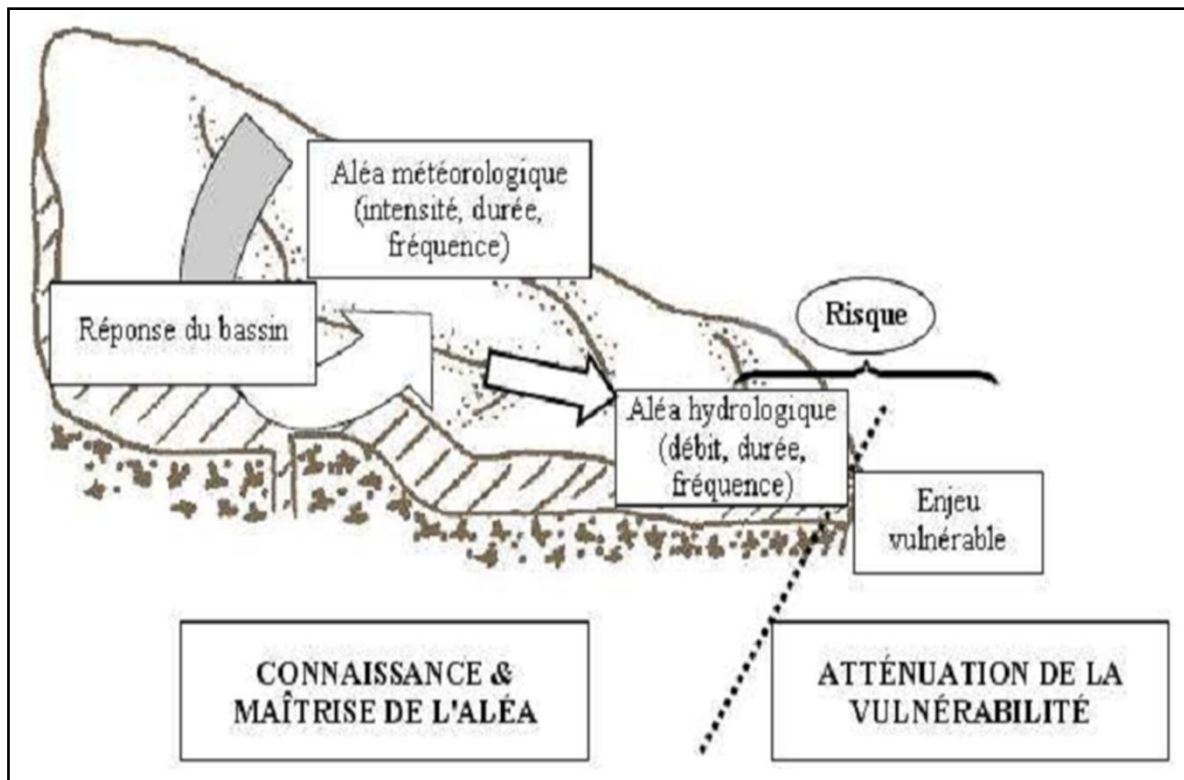 Aléa météorologique
(intensité, durée,
fréquence)
Réponse du bassin
Risque
Aléa hydrologique
(débit, durée,
fréquence)
Enjeu
vulnérable
CONNAISSANCE &
MAÎTRISE DE L'ALÉA
ATTÉNUATION DE LA
VULNÉRABILITÉ